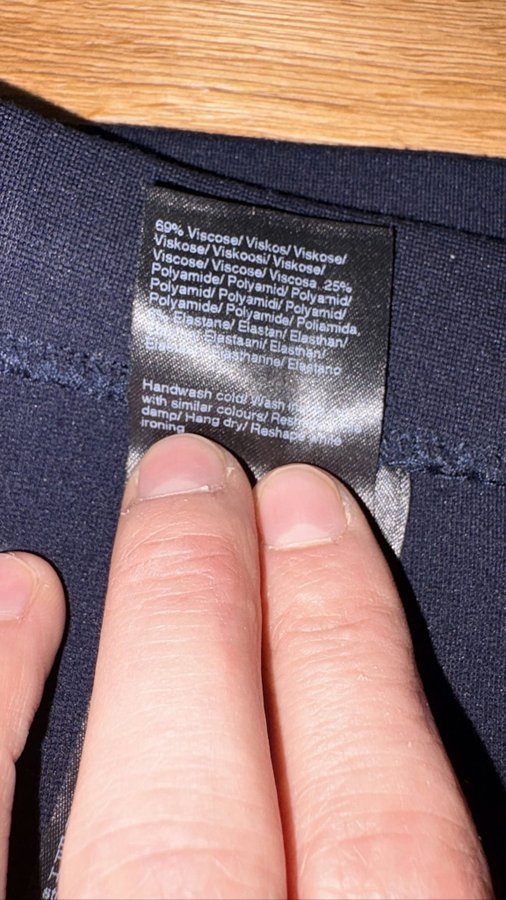 69% Viscose/ Viskos/ Viskose/
Viskose/ Viskoosi/ Viskose/
Viscose/ Viscose/ Viscosa. 25%
Polyamide/ Polyamid/ Polyamid/
Polyamid/ Polyamidi/ Polyamid/
Polyamide/ Polyamide/ Poliamida.
Elastane/ Elastan/ Elasthan/
Elastaani/ Elasthan/
Elasthanne/ Elastano
Handwash cold/ Wash
with similar colours/
damp/ Hang dry/ Reshape
ironing